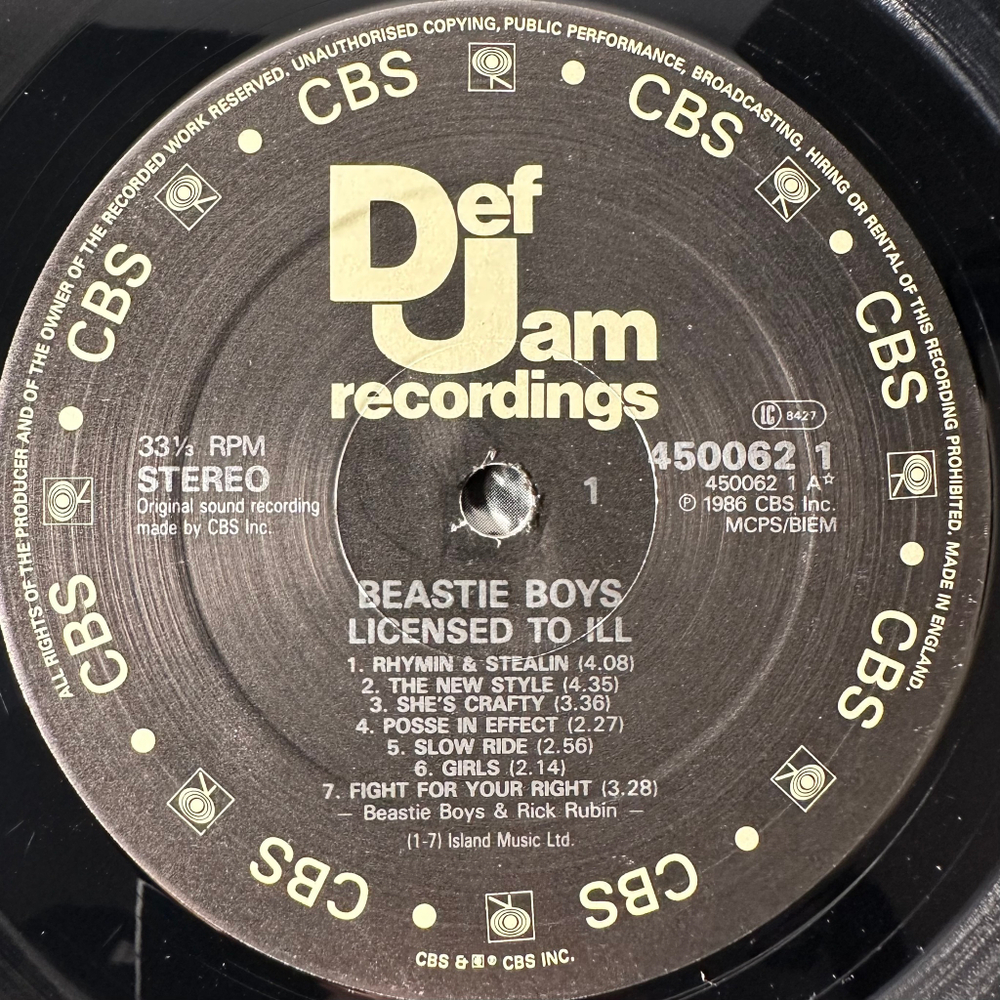 ALL RIGHTS OF THE PRODUCER AND OF THE OWNER OF THE RECORDED WORK RESERVED. UNAUTHORISED COPYING, PUBLIC PERFORMANCE, BROADCASTING, HIRING OR RENTAL OF THIS RECORDING PROHIBITED. MADE IN ENGLAND.
CBS
CBS
CBS
CBS
CBS
CBS
CBS
CBS
Def
Jam
recordings
LC 8427
33⅓ RPM
STEREO
Original sound recording
made by CBS Inc.
1
450062 1
450062 1 A☆
℗ 1986 CBS Inc.
MCPS/BIEM
BEASTIE BOYS
LICENSED TO ILL
1. RHYMIN & STEALIN (4.08)
2. THE NEW STYLE (4.35)
3. SHE'S CRAFTY (3.36)
4. POSSE IN EFFECT (2.27)
5. SLOW RIDE (2.56)
6. GIRLS (2.14)
7. FIGHT FOR YOUR RIGHT (3.28)
— Beastie Boys & Rick Rubin —
(1-7) Island Music Ltd.
CBS & ® CBS INC.